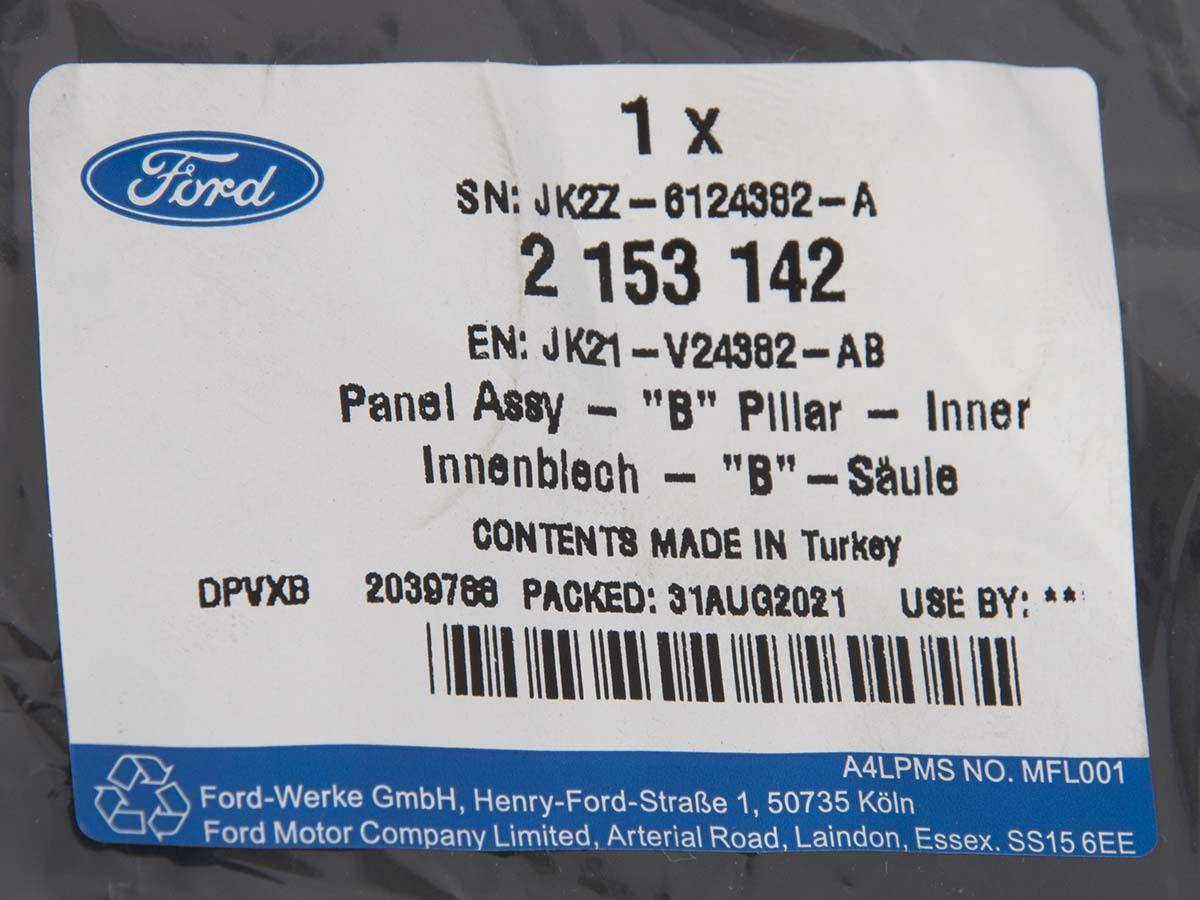 1 x
Ford
SN: JK2Z-6124382-A
2 153 142
EN: JK21-V24382-AB
Panel Assy - "B" Pillar - Inner
Innenblech - "B"-Säule
CONTENTS MADE IN Turkey
DPVXB 2039788 PACKED: 31AUG2021 USE BY: **
A4LPMS NO. MFL001
Ford-Werke GmbH, Henry-Ford-Straße 1, 50735 Köln
Ford Motor Company Limited, Arterial Road, Laindon, Essex. SS15 6EE